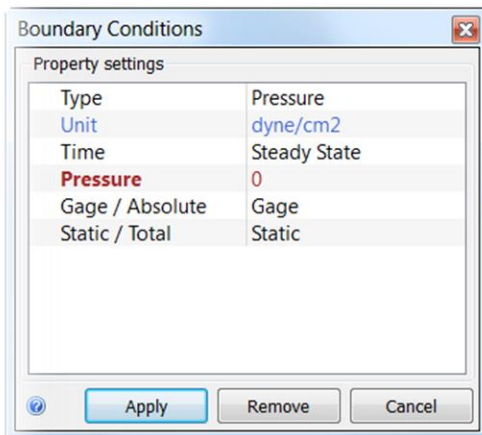 Boundary Conditions
Property settings
Type Pressure
Unit dyne/cm2
Time Steady State
Pressure 0
Gage / Absolute Gage
Static / Total Static
Apply Remove Cancel